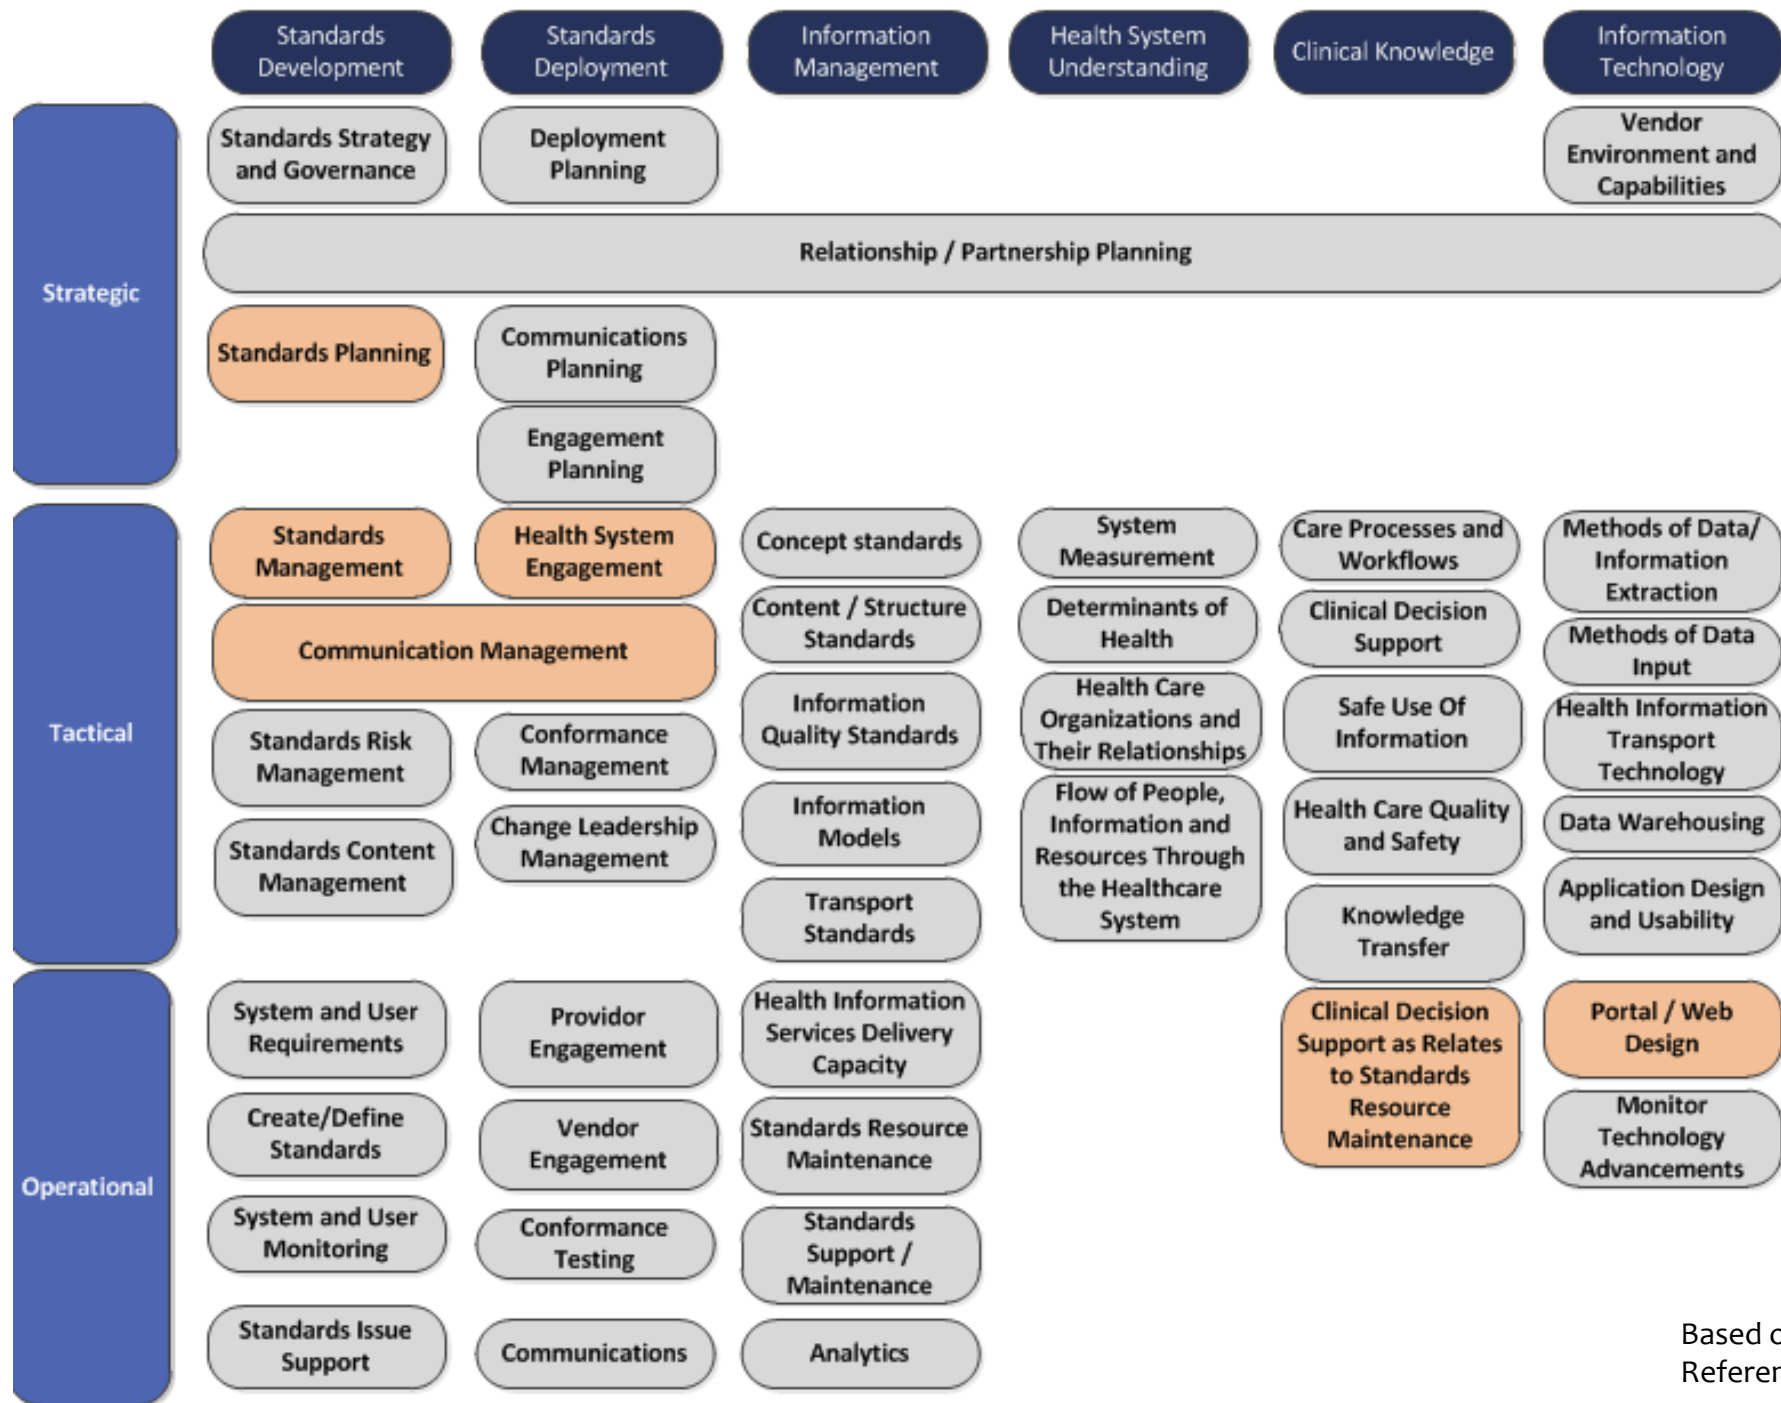 Standards
Development
Standards
Deployment
Information
Management
Health System
Understanding
Clinical Knowledge
Information
Technology
Strategic
Standards Strategy
and Governance
Deployment
Planning
Vendor
Environment and
Capabilities
Relationship / Partnership Planning
Standards Planning
Communications
Planning
Engagement
Planning
Tactical
Standards
Management
Health System
Engagement
Communication Management
Standards Risk
Management
Standards Content
Management
Conformance
Management
Change Leadership
Management
Concept standards
Content / Structure
Standards
Information
Quality Standards
Information
Models
Transport
Standards
System
Measurement
Determinants of
Health
Health Care
Organizations and
Their Relationships
Flow of People,
Information and
Resources Through
the Healthcare
System
Care Processes and
Workflows
Clinical Decision
Support
Safe Use Of
Information
Health Care Quality
and Safety
Knowledge
Transfer
Methods of Data/
Information
Extraction
Methods of Data
Input
Health Information
Transport
Technology
Data Warehousing
Application Design
and Usability
Operational
System and User
Requirements
Create/Define
Standards
System and User
Monitoring
Standards Issue
Support
Providor
Engagement
Vendor
Engagement
Conformance
Testing
Communications
Health Information
Services Delivery
Capacity
Standards Resource
Maintenance
Standards
Support /
Maintenance
Analytics
Clinical Decision
Support as Relates
to Standards
Resource
Maintenance
Portal / Web
Design
Monitor
Technology
Advancements
Based